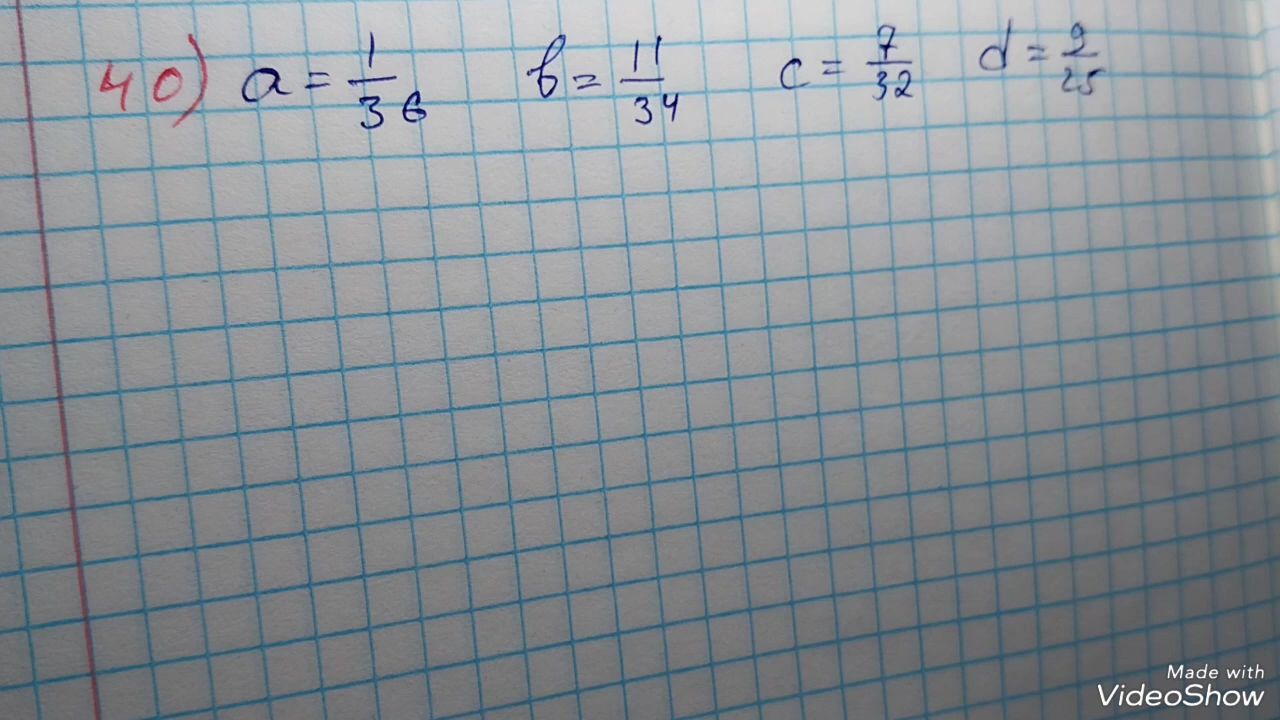 40) a = 1/36 b = 11/34 c = 7/32 d = 9/25
Made with
VideoShow